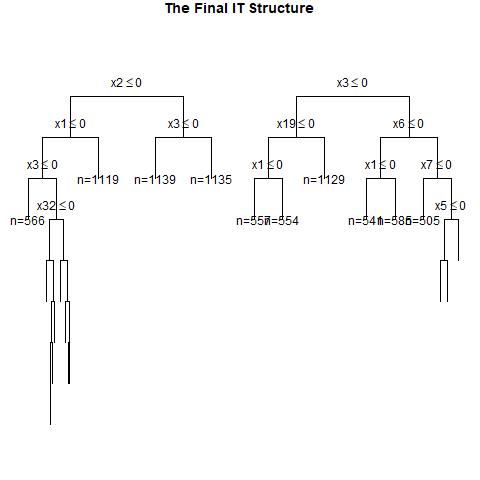 The Final IT Structure
x2 ≤ 0
x3 ≤ 0
x1 ≤ 0
x3 ≤ 0
x19 ≤ 0
x6 ≤ 0
x3 ≤ 0
n=1119
n=1139
n=1135
x1 ≤ 0
n=1129
x1 ≤ 0
x7 ≤ 0
n=566
x32 ≤ 0
n=557
n=554
n=541
n=585
n=505
x5 ≤ 0